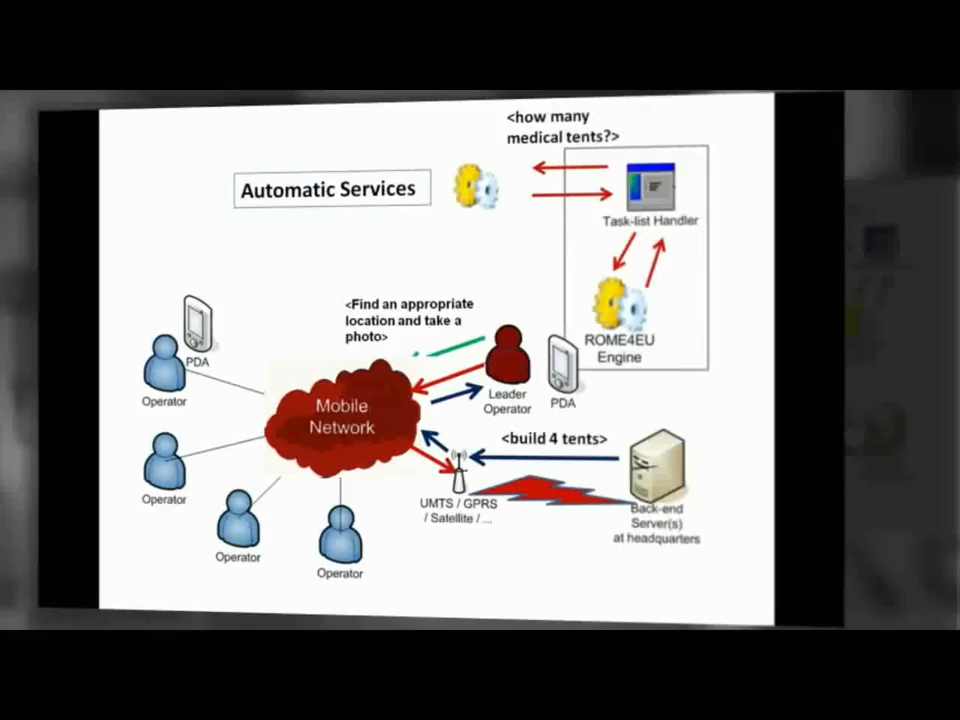 <how many
medical tents?>
Automatic Services
Task-list Handler
<Find an appropriate
location and take a
photo>
ROME4EU
Engine
PDA
Operator
Leader
Operator
PDA
Mobile
Network
<build 4 tents>
Operator
UMTS / GPRS
/ Satellite / ...
Back-end
Server(s)
at headquarters
Operator
Operator